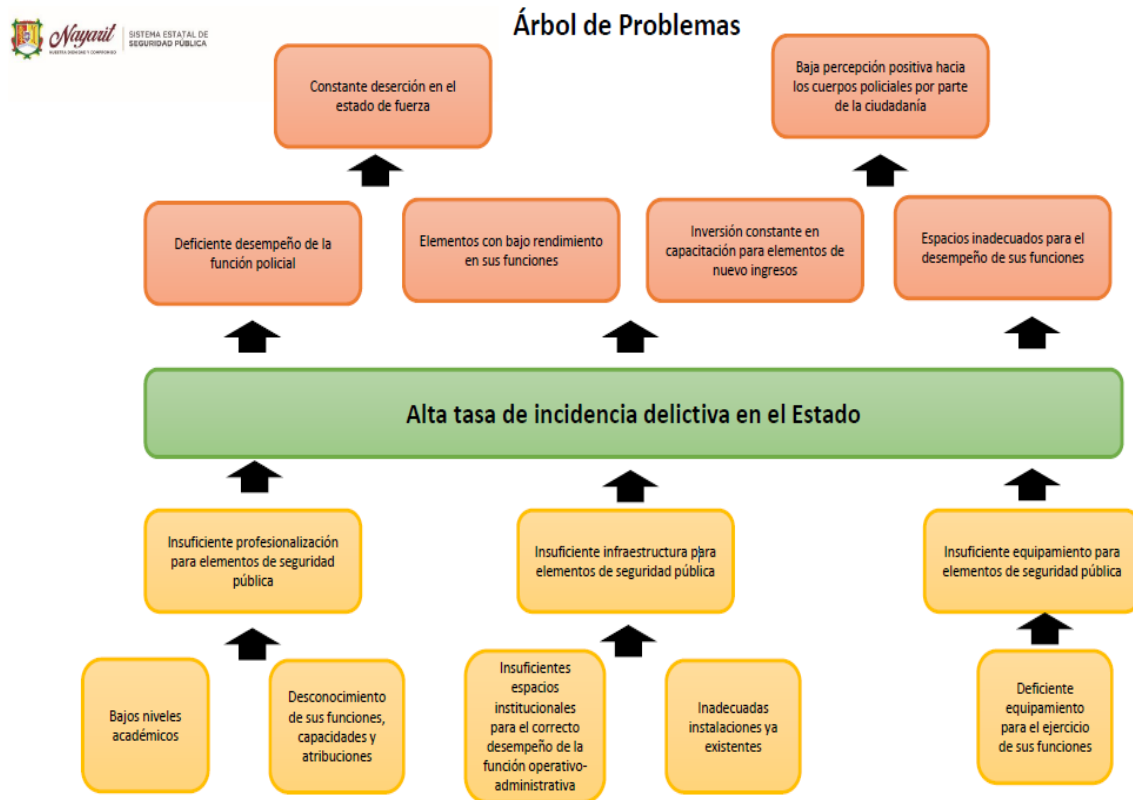 Árbol de Problemas
Nayarit
NUESTRA DIGNIDAD Y COMPROMISO
SISTEMA ESTATAL DE
SEGURIDAD PÚBLICA
Constante deserción en el
estado de fuerza
Baja percepción positiva hacia
los cuerpos policiales por parte
de la ciudadanía
Deficiente desempeño de la
función policial
Elementos con bajo rendimiento
en sus funciones
Inversión constante en
capacitación para elementos de
nuevo ingresos
Espacios inadecuados para el
desempeño de sus funciones
Alta tasa de incidencia delictiva en el Estado
Insuficiente profesionalización
para elementos de seguridad
pública
Insuficiente infraestructura para
elementos de seguridad pública
Insuficiente equipamiento para
elementos de seguridad pública
Bajos niveles
académicos
Desconocimiento
de sus funciones,
capacidades y
atribuciones
Insuficientes
espacios
institucionales
para el correcto
desempeño de la
función operativo-
administrativa
Inadecuadas
instalaciones ya
existentes
Deficiente
equipamiento
para el ejercicio
de sus funciones